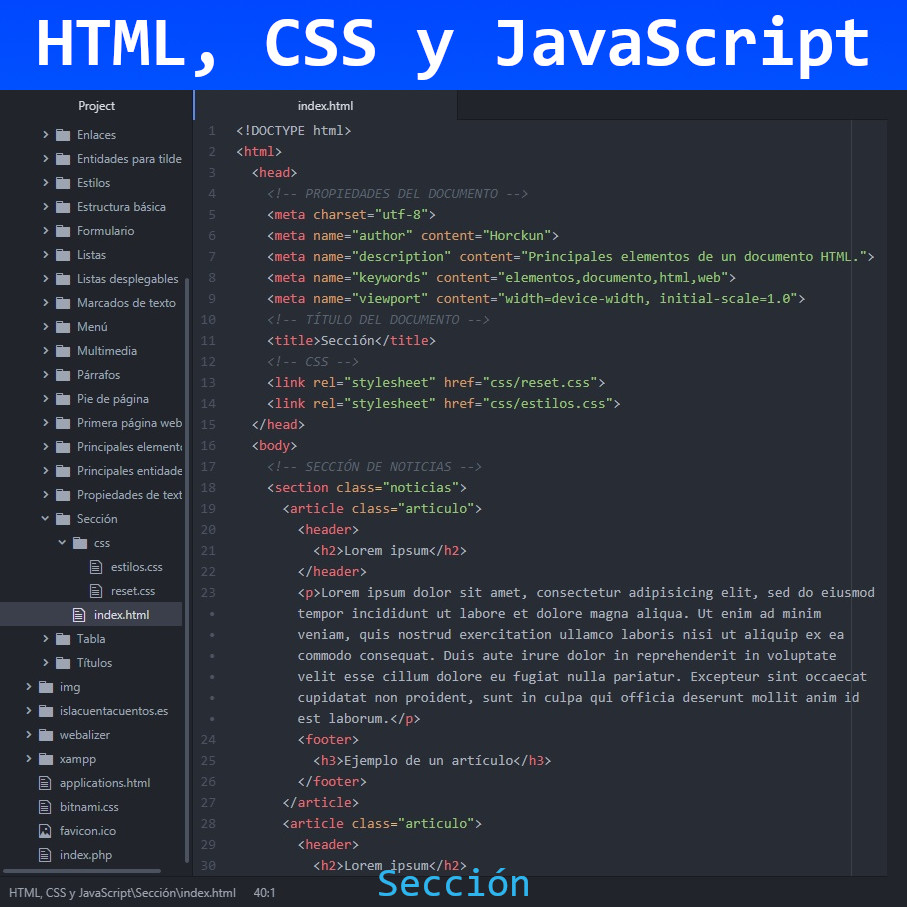 HTML, CSS y JavaScript
Project
Enlaces
Entidades para tilde
Estilos
Estructura básica
Formulario
Listas
Listas desplegables
Marcados de texto
Menú
Multimedia
Párrafos
Pie de página
Primera página web
Principales elemento
Principales entidade
Propiedades de text
Sección
css
estilos.css
reset.css
index.html
Tabla
Títulos
img
islacuentacuentos.es
webalizer
xampp
applications.html
bitnami.css
favicon.ico
index.php
index.html
1 <!DOCTYPE html>
2 <html>
3 <head>
4 <!-- PROPIEDADES DEL DOCUMENTO -->
5 <meta charset="utf-8">
6 <meta name="author" content="Horckun">
7 <meta name="description" content="Principales elementos de un documento HTML.">
8 <meta name="keywords" content="elementos,documento,html,web">
9 <meta name="viewport" content="width=device-width, initial-scale=1.0">
10 <!-- TÍTULO DEL DOCUMENTO -->
11 <title>Sección</title>
12 <!-- CSS -->
13 <link rel="stylesheet" href="css/reset.css">
14 <link rel="stylesheet" href="css/estilos.css">
15 </head>
16 <body>
17 <!-- SECCIÓN DE NOTICIAS -->
18 <section class="noticias">
19 <article class="articulo">
20 <header>
21 <h2>Lorem ipsum</h2>
22 </header>
23 <p>Lorem ipsum dolor sit amet, consectetur adipisicing elit, sed do eiusmod
• tempor incididunt ut labore et dolore magna aliqua. Ut enim ad minim
• veniam, quis nostrud exercitation ullamco laboris nisi ut aliquip ex ea
• commodo consequat. Duis aute irure dolor in reprehenderit in voluptate
• velit esse cillum dolore eu fugiat nulla pariatur. Excepteur sint occaecat
• cupidatat non proident, sunt in culpa qui officia deserunt mollit anim id
• est laborum.</p>
24 <footer>
25 <h3>Ejemplo de un artículo</h3>
26 </footer>
27 </article>
28 <article class="articulo">
29 <header>
30 <h2>Lorem ipsum</h2>
HTML, CSS y JavaScript\Sección\index.html 40:1
Sección